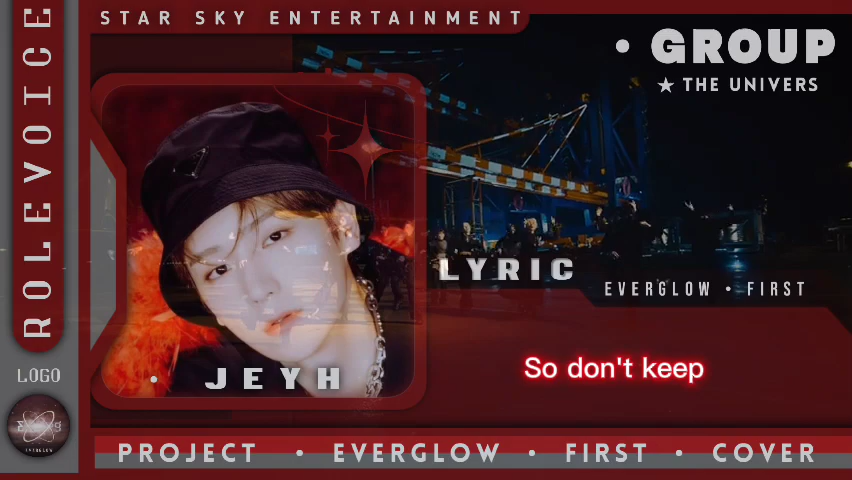 STAR SKY ENTERTAINMENT
• GROUP
★ THE UNIVERS
ROLEVOICE
LYRIC
EVERGLOW • FIRST
So don't keep
• JEYH
LOGO
PROJECT • EVERGLOW • FIRST • COVER